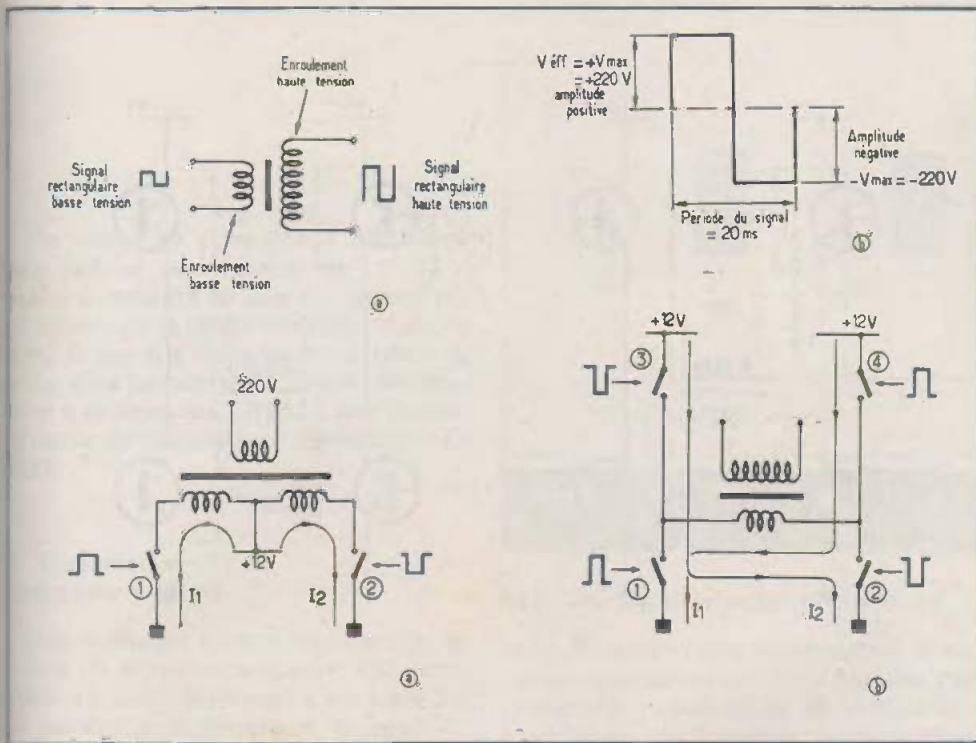 Enroulement
haute tension
Signal
rectangulaire
basse tension
Signal
rectangulaire
haute tension
Enroulement
basse tension
a
V éff = +V max
= +220 V
amplitude
positive
Amplitude
négative
-Vmax = -220V
Période du signal
= 20 ms
b
220 V
+12V
1
I1
I2
2
a
+12V
+12V
3
4
1
I1
I2
2
b